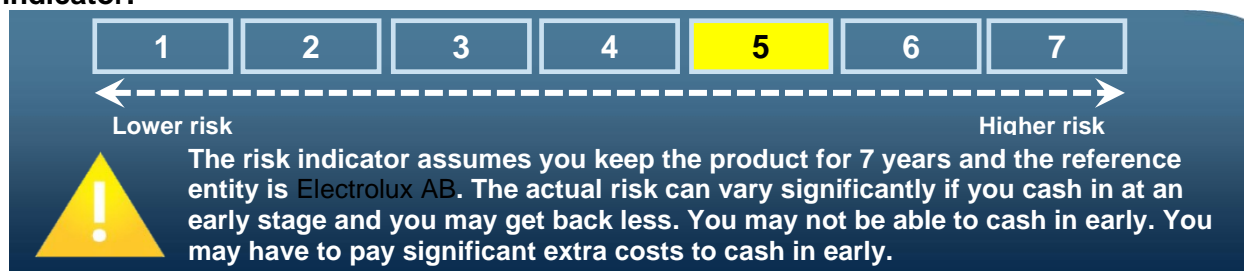 indicator:
1 2 3 4 5 6 7
Lower risk Higher risk
The risk indicator assumes you keep the product for 7 years and the reference
entity is Electrolux AB. The actual risk can vary significantly if you cash in at an
early stage and you may get back less. You may not be able to cash in early. You
may have to pay significant extra costs to cash in early.